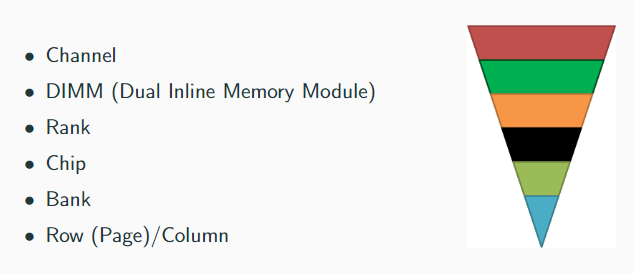 • Channel
• DIMM (Dual Inline Memory Module)
• Rank
• Chip
• Bank
• Row (Page)/Column